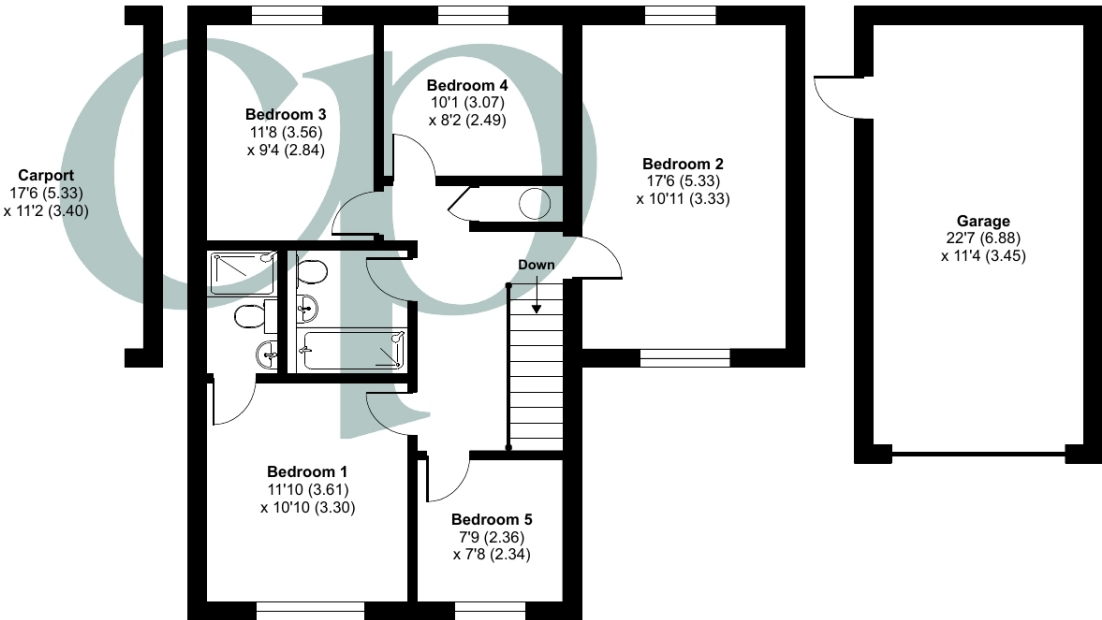 Carport
17'6 (5.33)
x 11'2 (3.40)
Bedroom 3
11'8 (3.56)
x 9'4 (2.84)
Bedroom 4
10'1 (3.07)
x 8'2 (2.49)
Bedroom 2
17'6 (5.33)
x 10'11 (3.33)
Garage
22'7 (6.88)
x 11'4 (3.45)
Down
Bedroom 1
11'10 (3.61)
x 10'10 (3.30)
Bedroom 5
7'9 (2.36)
x 7'8 (2.34)
cp